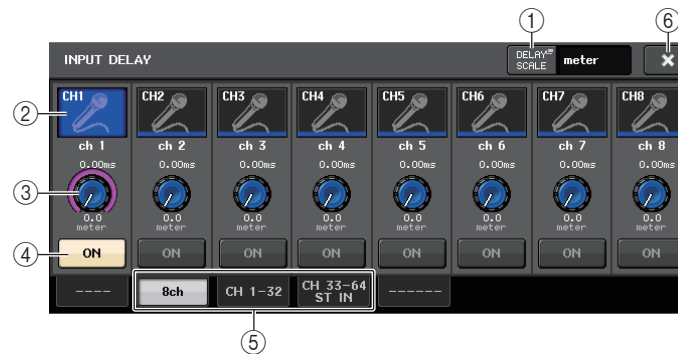 ① ⑥
INPUT DELAY DELAY SCALE meter ×
② CH1 CH2 CH3 CH4 CH5 CH6 CH7 CH8
ch 1 ch 2 ch 3 ch 4 ch 5 ch 6 ch 7 ch 8
0.00ms 0.00ms 0.00ms 0.00ms 0.00ms 0.00ms 0.00ms 0.00ms
③
0.0 0.0 0.0 0.0 0.0 0.0 0.0 0.0
meter meter meter meter meter meter meter meter
④ ON ON ON ON ON ON ON ON
---- 8ch CH 1-32 CH 33-64 ST IN ------
⑤